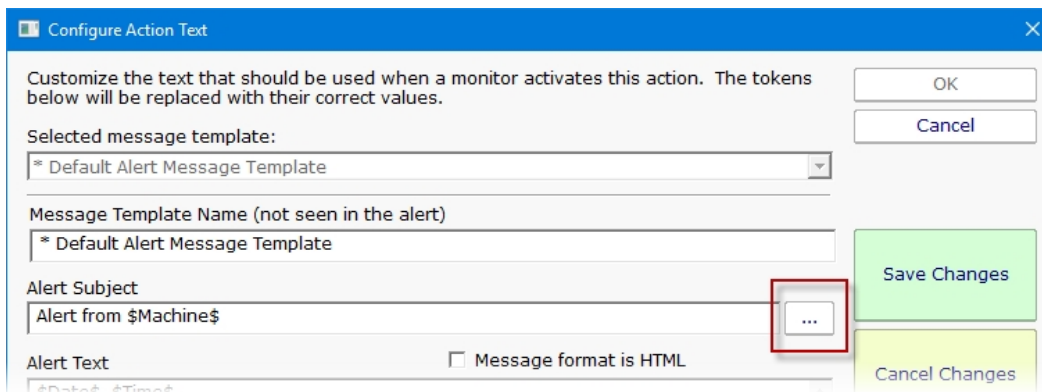 Configure Action Text
Customize the text that should be used when a monitor activates this action. The tokens
below will be replaced with their correct values.
OK
Cancel
Selected message template:
* Default Alert Message Template
Message Template Name (not seen in the alert)
* Default Alert Message Template
Save Changes
Alert Subject
Alert from $Machine$
...
Alert Text
Message format is HTML
Cancel Changes
$Date$ $Time$